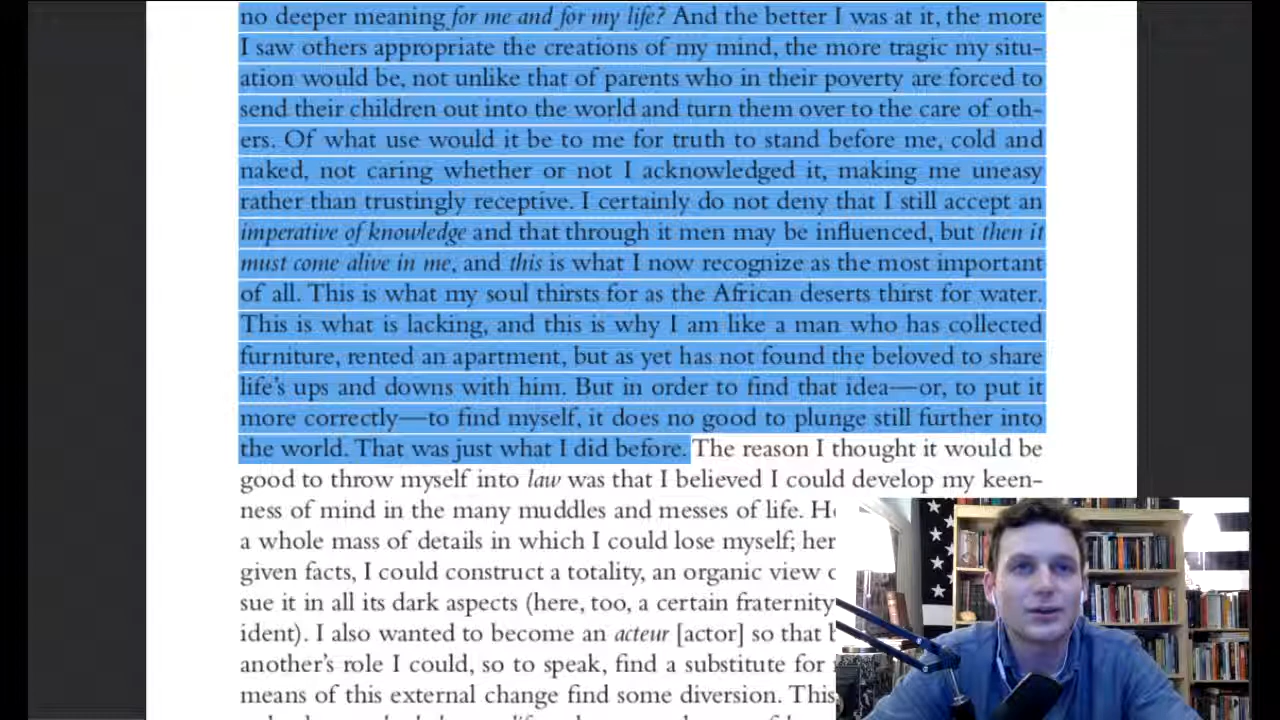 no deeper meaning for me and for my life? And the better I was at it, the more
I saw others appropriate the creations of my mind, the more tragic my situ-
ation would be, not unlike that of parents who in their poverty are forced to
send their children out into the world and turn them over to the care of oth-
ers. Of what use would it be to me for truth to stand before me, cold and
naked, not caring whether or not I acknowledged it, making me uneasy
rather than trustingly receptive. I certainly do not deny that I still accept an
imperative of knowledge and that through it men may be influenced, but then it
must come alive in me, and this is what I now recognize as the most important
of all. This is what my soul thirsts for as the African deserts thirst for water.
This is what is lacking, and this is why I am like a man who has collected
furniture, rented an apartment, but as yet has not found the beloved to share
life's ups and downs with him. But in order to find that idea—or, to put it
more correctly—to find myself, it does no good to plunge still further into
the world. That was just what I did before. The reason I thought it would be
good to throw myself into law was that I believed I could develop my keen-
ness of mind in the many muddles and messes of life.
a whole mass of details in which I could lose myself;
given facts, I could construct a totality, an organic view
sue it in all its dark aspects (here, too, a certain fraternity
ident). I also wanted to become an acteur [actor] so that
another's role I could, so to speak, find a substitute for
means of this external change find some diversion. This